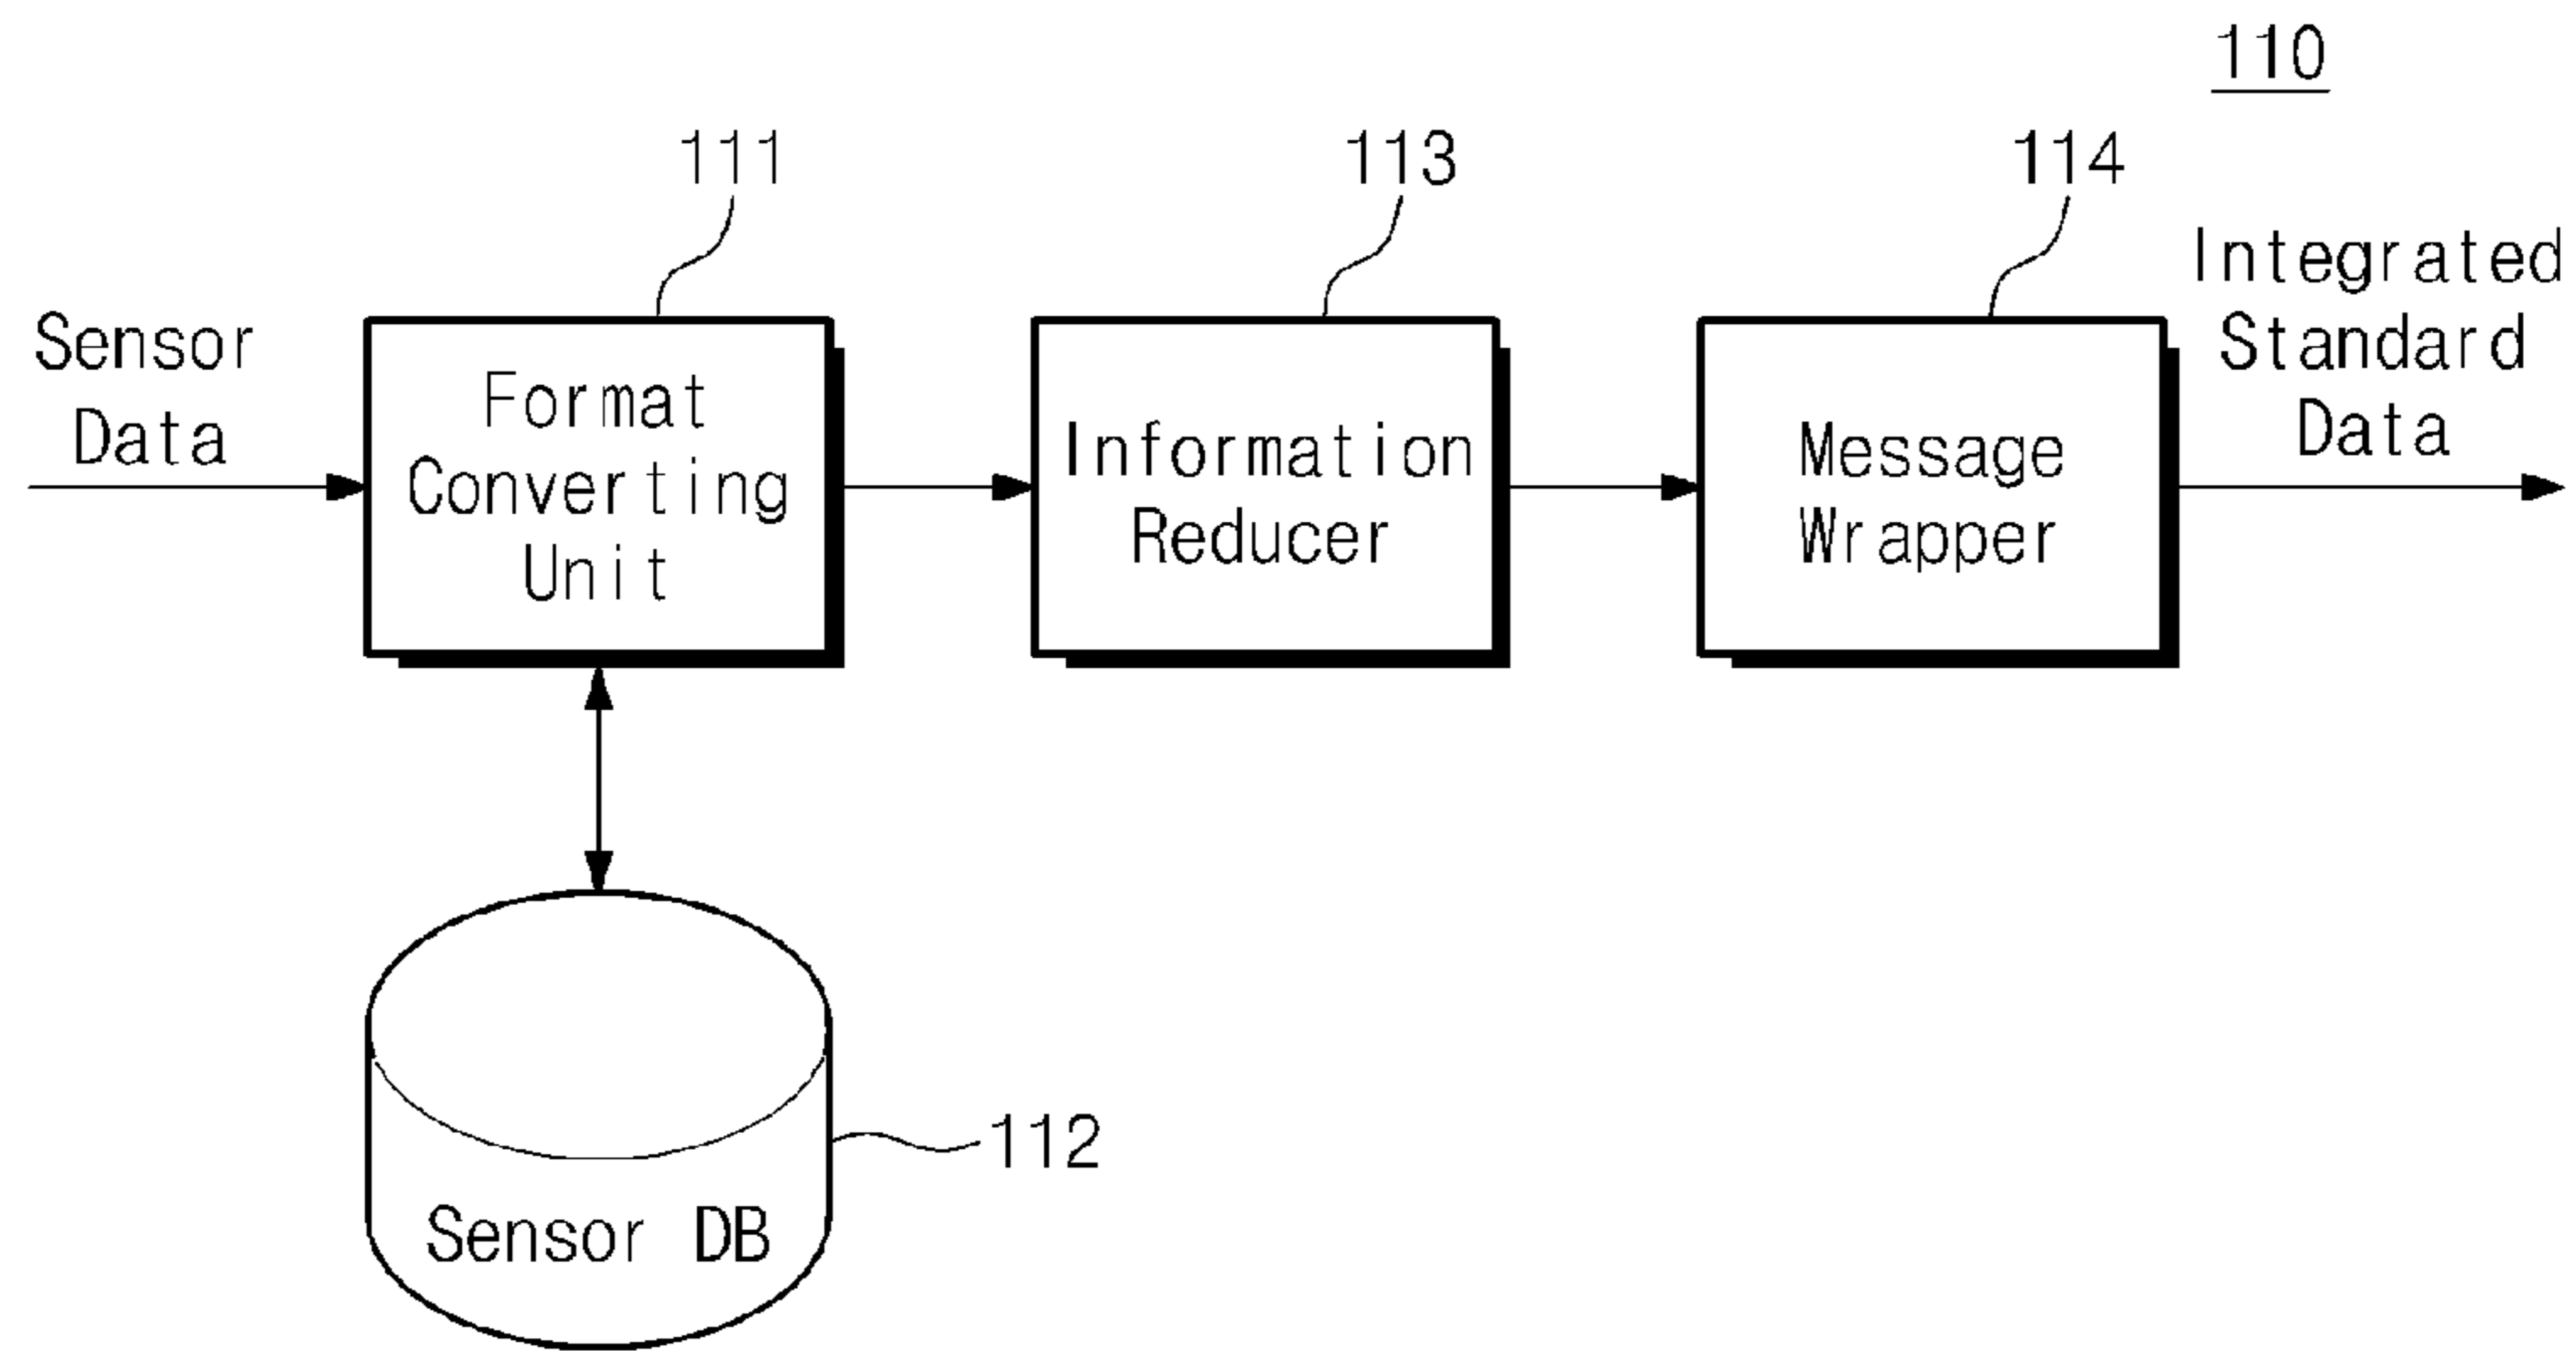 110
111
113
114
Sensor
Data
Format
Converting
Unit
Information
Reducer
Message
Wrapper
Integrated
Standard
Data
112
Sensor DB